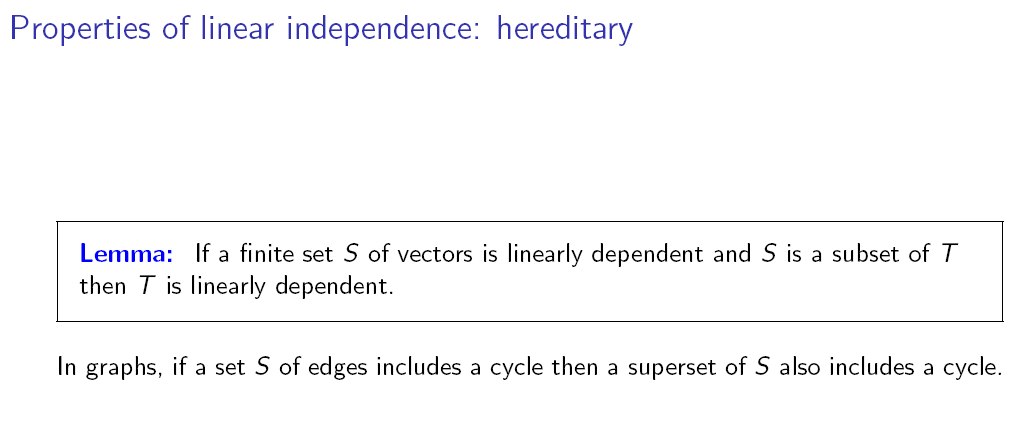 Properties of linear independence: hereditary
Lemma: If a finite set S of vectors is linearly dependent and S is a subset of T
then T is linearly dependent.
In graphs, if a set S of edges includes a cycle then a superset of S also includes a cycle.